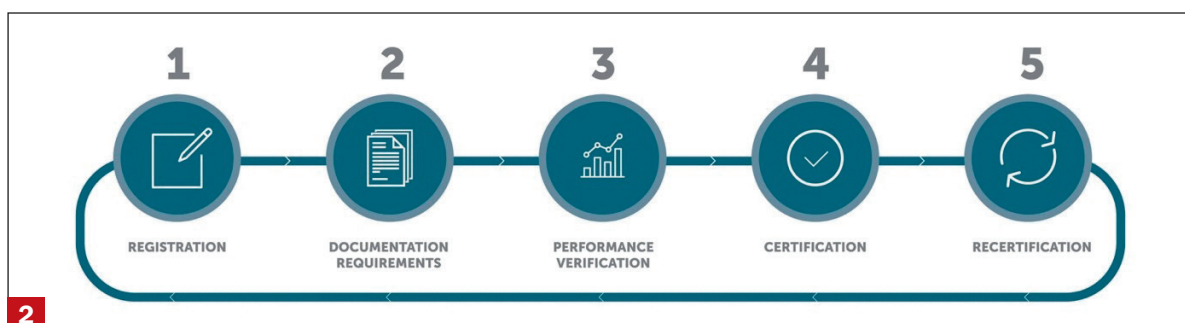 1
2
3
4
5
REGISTRATION
DOCUMENTATION
REQUIREMENTS
PERFORMANCE
VERIFICATION
CERTIFICATION
RECERTIFICATION
2